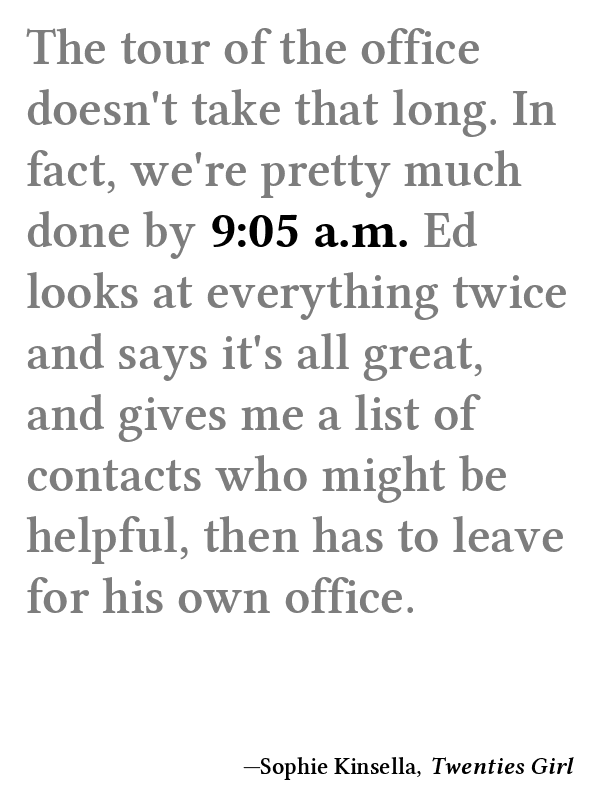 The tour of the office
doesn't take that long. In
fact, we're pretty much
done by 9:05 a.m. Ed
looks at everything twice
and says it's all great,
and gives me a list of
contacts who might be
helpful, then has to leave
for his own office.
—Sophie Kinsella, Twenties Girl